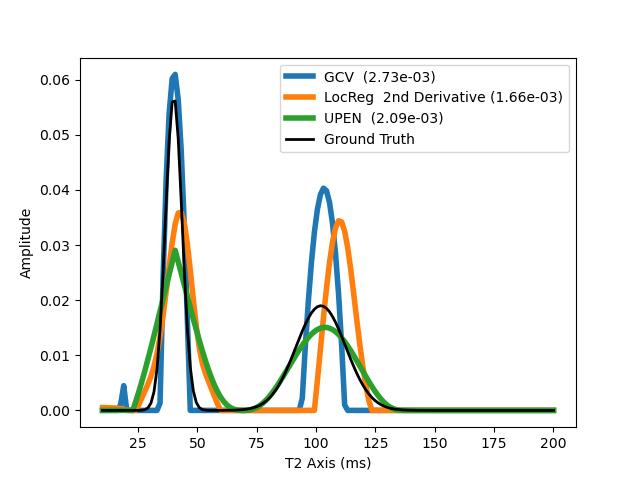 GCV (2.73e-03)
LocReg 2nd Derivative (1.66e-03)
UPEN (2.09e-03)
Ground Truth
0.06
0.05
0.04
0.03
0.02
0.01
0.00
Amplitude
25 50 75 100 125 150 175 200
T2 Axis (ms)